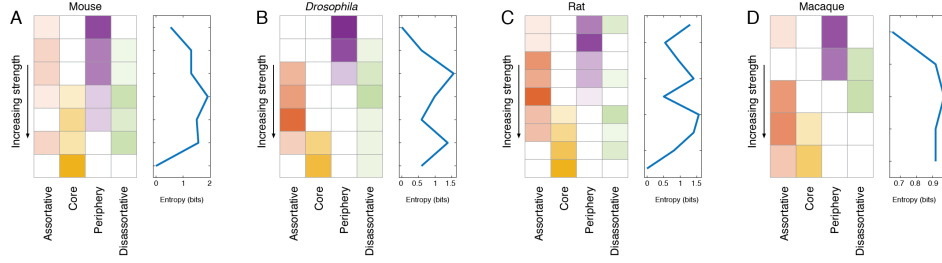 A
Mouse
Increasing strength
Assortative
Core
Periphery
Disassortative
0 1 2
Entropy (bits)
B
Drosophila
Increasing strength
Assortative
Core
Periphery
Disassortative
0 0.5 1 1.5
Entropy (bits)
C
Rat
Increasing strength
Assortative
Core
Periphery
Disassortative
0 0.5 1 1.5
Entropy (bits)
D
Macaque
Increasing strength
Assortative
Core
Periphery
Disassortative
0.7 0.8 0.9
Entropy (bits)